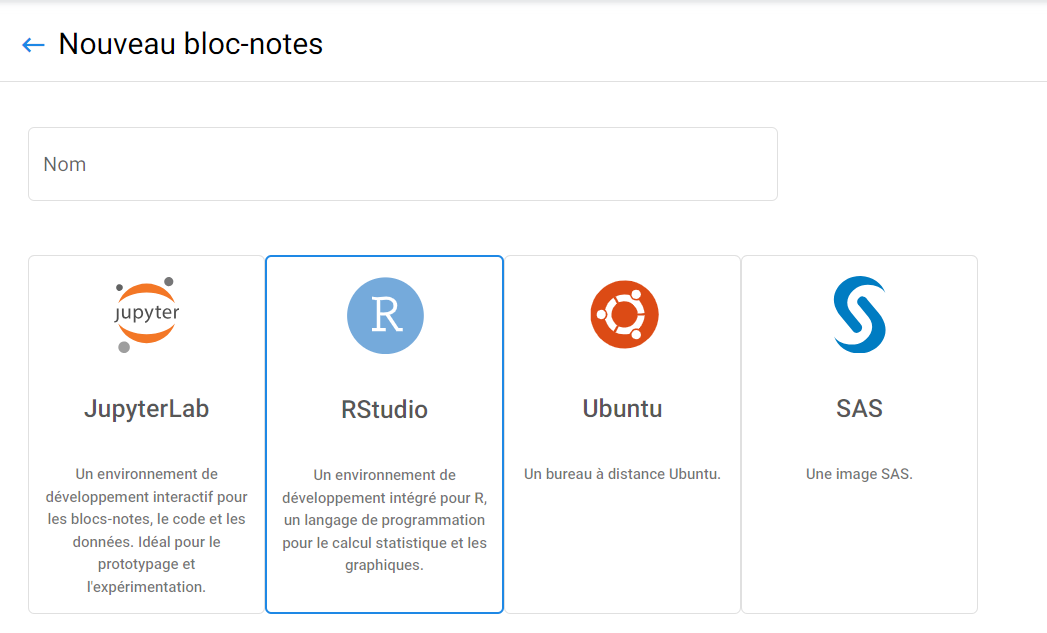 Nouveau bloc-notes
Nom
jupyter
R
JupyterLab
RStudio
Ubuntu
SAS
Un environnement de
développement interactif pour
les blocs-notes, le code et les
données. Idéal pour le
prototypage et
l'expérimentation.
Un environnement de
développement intégré pour R,
un langage de programmation
pour le calcul statistique et les
graphiques.
Un bureau à distance Ubuntu.
Une image SAS.